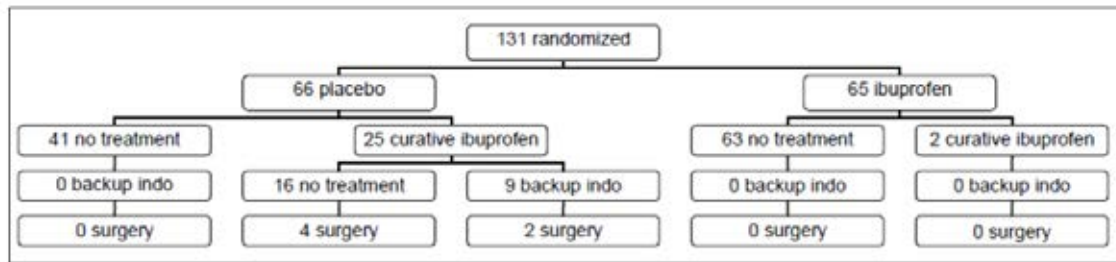 131 randomized
66 placebo
65 ibuprofen
41 no treatment
25 curative ibuprofen
63 no treatment
2 curative ibuprofen
0 backup indo
16 no treatment
9 backup indo
0 backup indo
0 backup indo
0 surgery
4 surgery
2 surgery
0 surgery
0 surgery